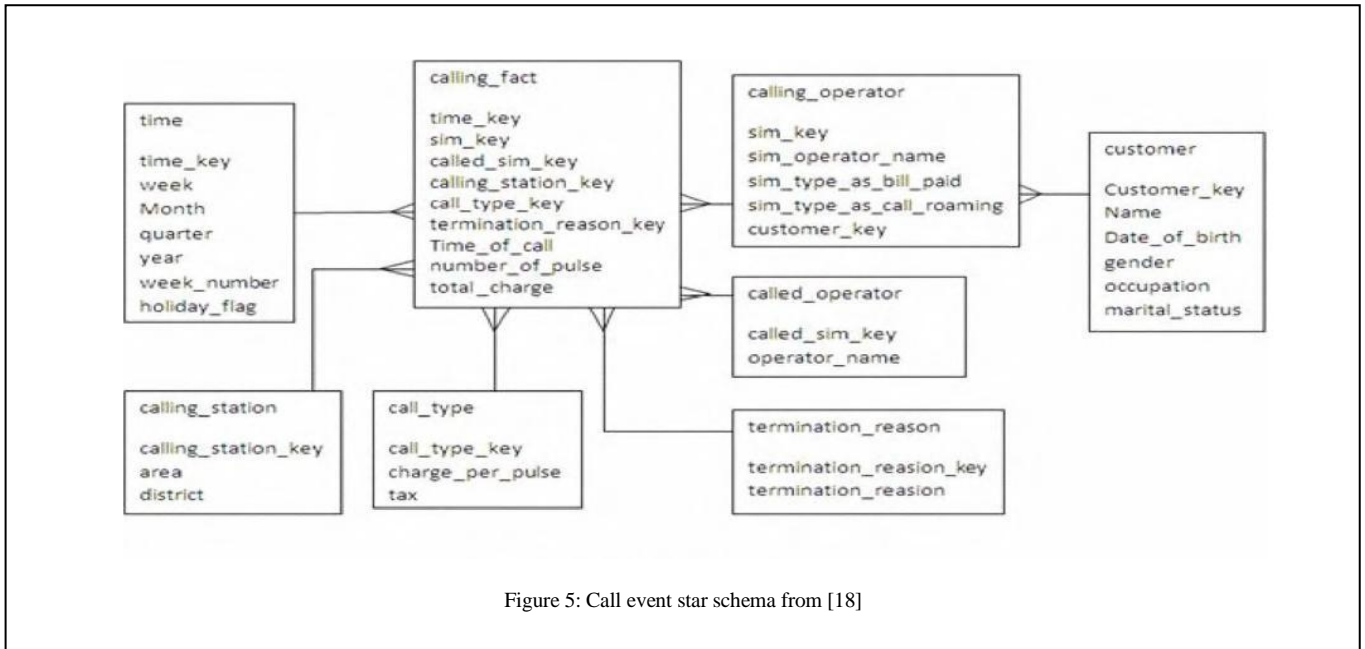 time
time_key
week
Month
quarter
year
week_number
holiday_flag
calling_fact
time_key
sim_key
called_sim_key
calling_station_key
call_type_key
termination_reason_key
Time_of_call
number_of_pulse
total_charge
calling_operator
sim_key
sim_operator_name
sim_type_as_bill_paid
sim_type_as_call_roaming
customer_key
customer
Customer_key
Name
Date_of_birth
gender
occupation
marital_status
called_operator
called_sim_key
operator_name
calling_station
calling_station_key
area
district
call_type
call_type_key
charge_per_pulse
tax
termination_reason
termination_reasion_key
termination_reasion
Figure 5: Call event star schema from [18]